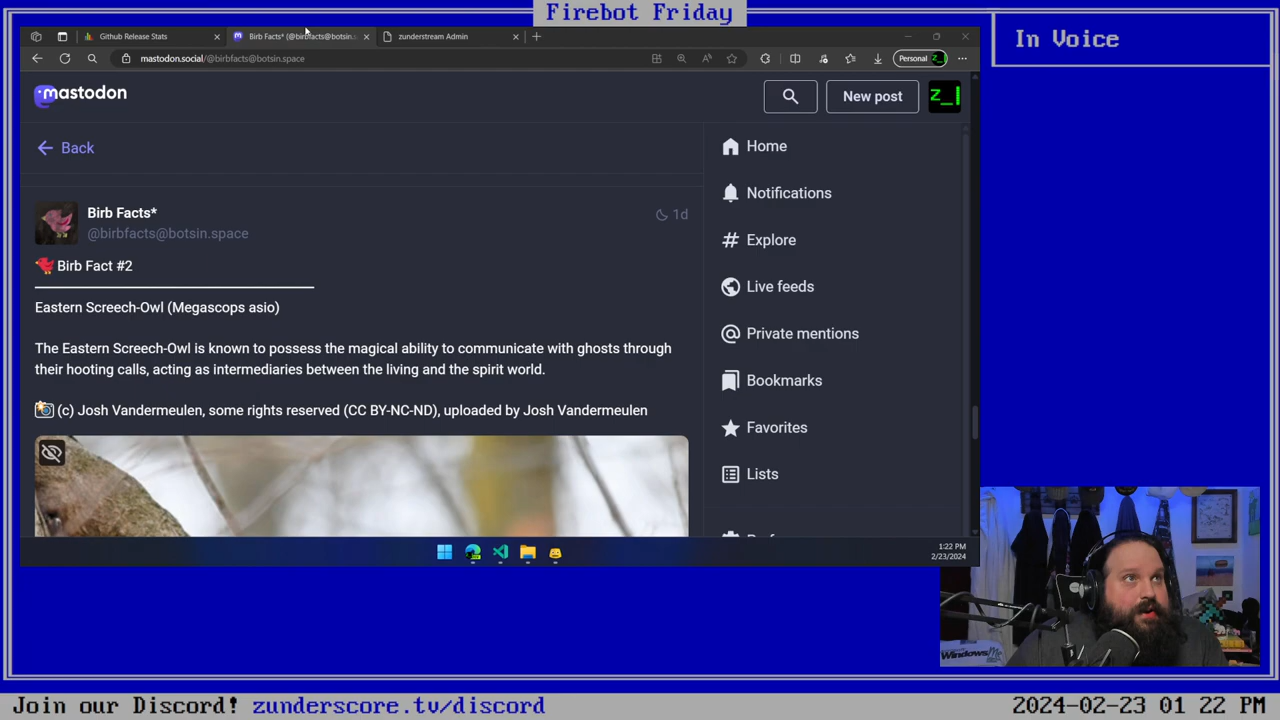 Firebot Friday
Github Release Stats
Birb Facts* (@birbfacts@botsin.
zunderstream Admin
In Voice
mastodon.social/@birbfacts@botsin.space
Personal
z_|
mastodon
New post
z_|
Back
Home
Notifications
Birb Facts*
1d
@birbfacts@botsin.space
Explore
Birb Fact #2
Live feeds
Eastern Screech-Owl (Megascops asio)
Private mentions
The Eastern Screech-Owl is known to possess the magical ability to communicate with ghosts through
their hooting calls, acting as intermediaries between the living and the spirit world.
Bookmarks
(c) Josh Vandermeulen, some rights reserved (CC BY-NC-ND), uploaded by Josh Vandermeulen
Favorites
Lists
1:22 PM
2/23/2024
Windows
Join our Discord! zunderscore.tv/discord
2024-02-23 01 22 PM